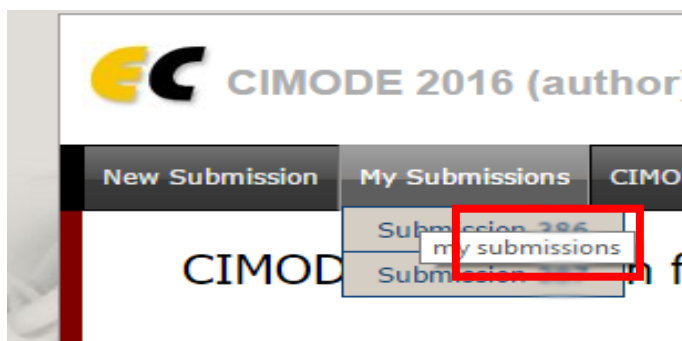 EC CIMODE 2016 (author)
New Submission My Submissions CIMO
Submission 386
my submissions
CIMOD n f
Submission